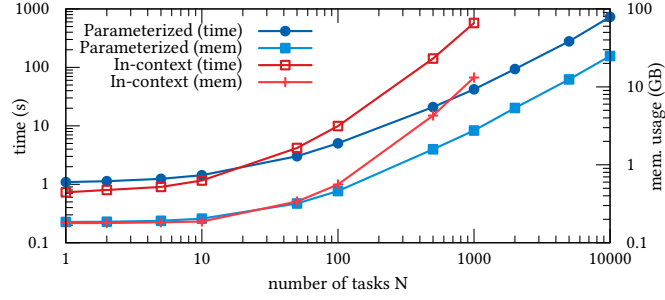 1000
100
10
1
0.1
time (s)
Parameterized (time)
Parameterized (mem)
In-context (time)
In-context (mem)
100
10
1
0.1
mem. usage (GB)
1 10 100 1000 10000
number of tasks N